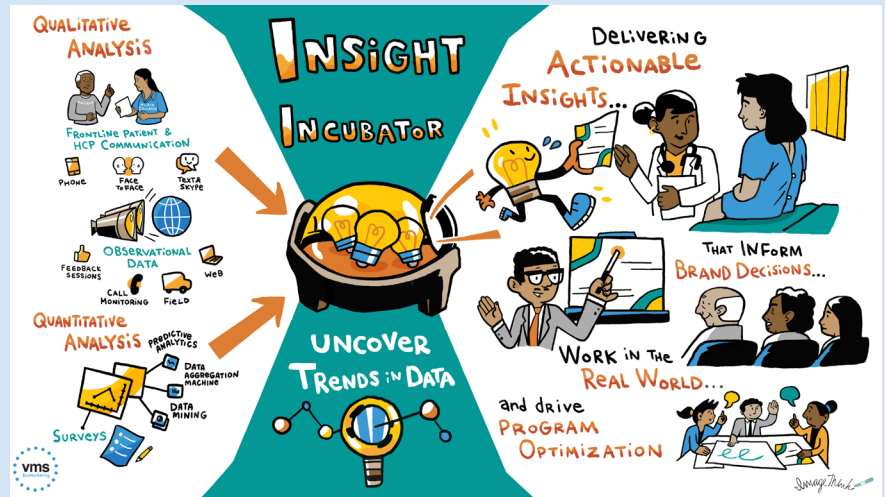 QUALITATIVE
ANALYSIS
Patient
FRONTLINE PATIENT &
HCP COMMUNICATION
PHONE
FACE
TO FACE
TEXT &
SKYPE
OBSERVATIONAL
DATA
FEEDBACK
SESSIONS
WEB
CALL
MONITORING
FIELD
QUANTITATIVE
ANALYSIS
PREDICTIVE
ANALYTICS
DATA
AGGREGATION
MACHINE
DATA
MINING
SURVEYS
vms
BioMarketing
INSIGHT
INCUBATOR
UNCOVER
TRENDS IN DATA
DELIVERING
ACTIONABLE
INSIGHTS...
THAT INFORM
BRAND DECISIONS...
WORK IN THE
REAL WORLD...
and drive
PROGRAM
OPTIMIZATION
ImageThink